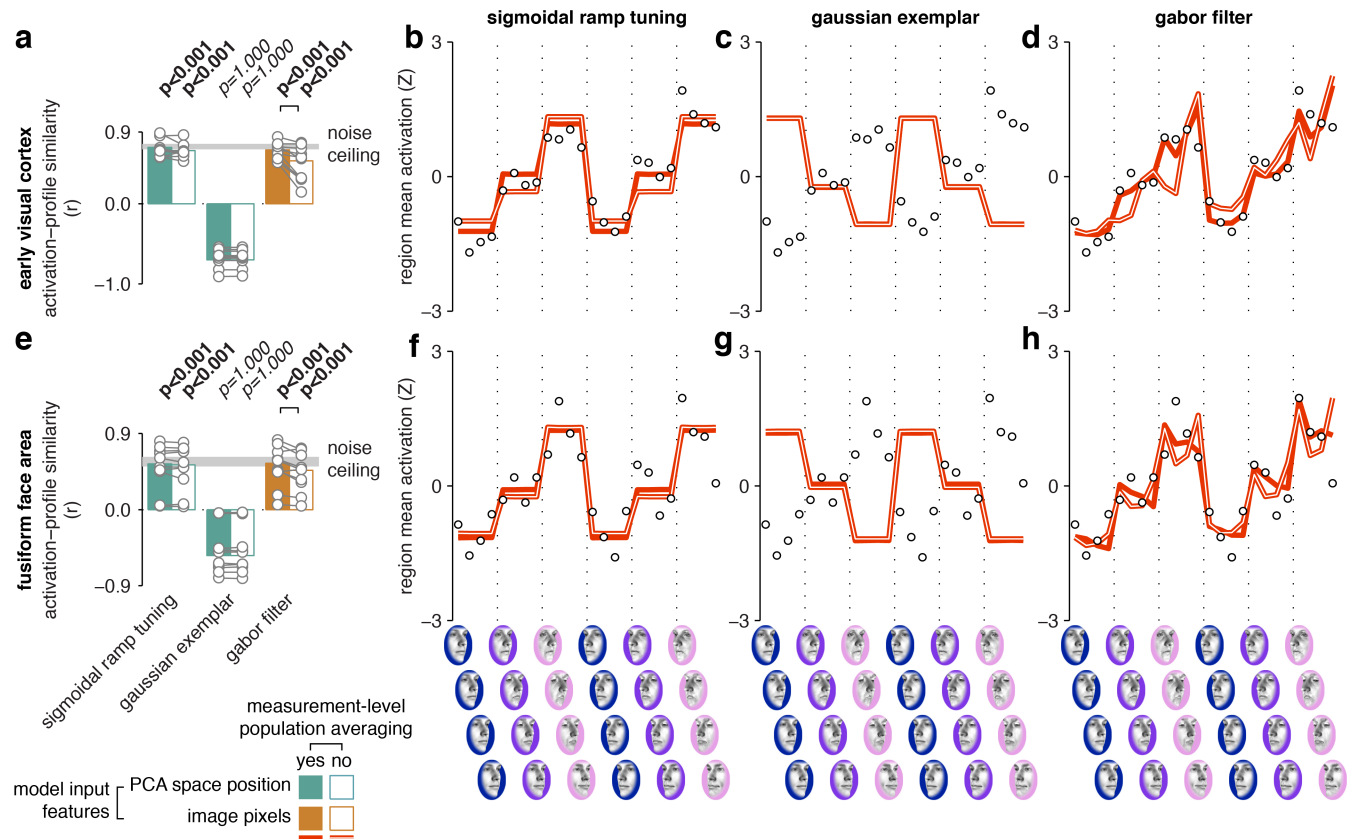 sigmoidal ramp tuning
gaussian exemplar
gabor filter
a
p<0.001
p<0.001
p=1.000
p=1.000
p<0.001
p<0.001
early visual cortex
activation−profile similarity
(r)
0.9
0.0
−1.0
noise
ceiling
b
region mean activation (Z)
3
0
−3
c
3
0
−3
d
3
0
−3
e
p<0.001
p<0.001
p=1.000
p=1.000
p<0.001
p<0.001
fusiform face area
activation−profile similarity
(r)
0.9
0.0
−0.9
noise
ceiling
sigmoidal ramp tuning
gaussian exemplar
gabor filter
f
region mean activation (Z)
3
0
−3
g
3
0
−3
h
3
0
−3
measurement-level
population averaging
yes no
model input
features
PCA space position
image pixels